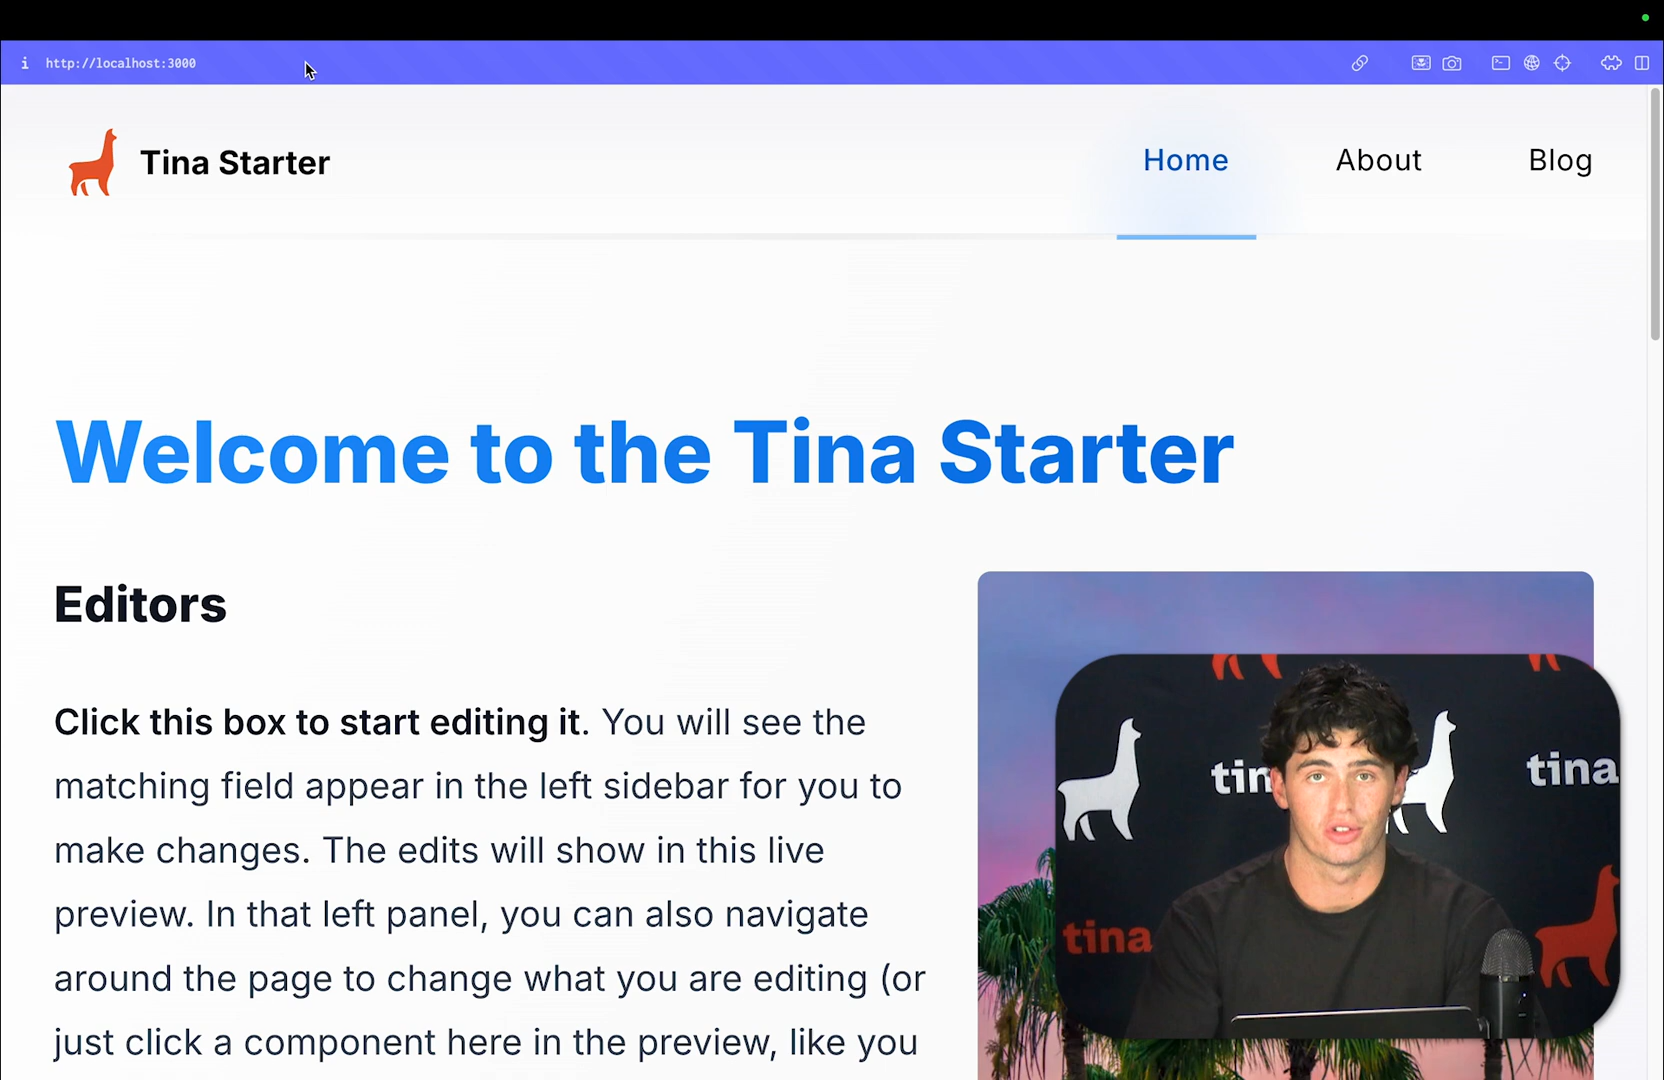 http://localhost:3000
Tina Starter
Home
About
Blog
Welcome to the Tina Starter
Editors
Click this box to start editing it. You will see the
matching field appear in the left sidebar for you to
make changes. The edits will show in this live
preview. In that left panel, you can also navigate
around the page to change what you are editing (or
just click a component here in the preview, like you
tin
tina
tina